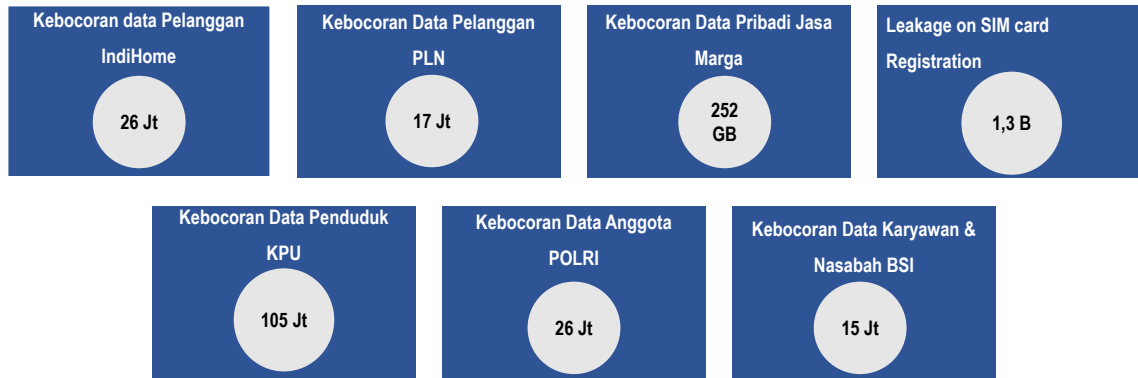 Kebocoran data Pelanggan
IndiHome
26 Jt
Kebocoran Data Pelanggan
PLN
17 Jt
Kebocoran Data Pribadi Jasa
Marga
252
GB
Leakage on SIM card
Registration
1,3 B
Kebocoran Data Penduduk
KPU
105 Jt
Kebocoran Data Anggota
POLRI
26 Jt
Kebocoran Data Karyawan &
Nasabah BSI
15 Jt